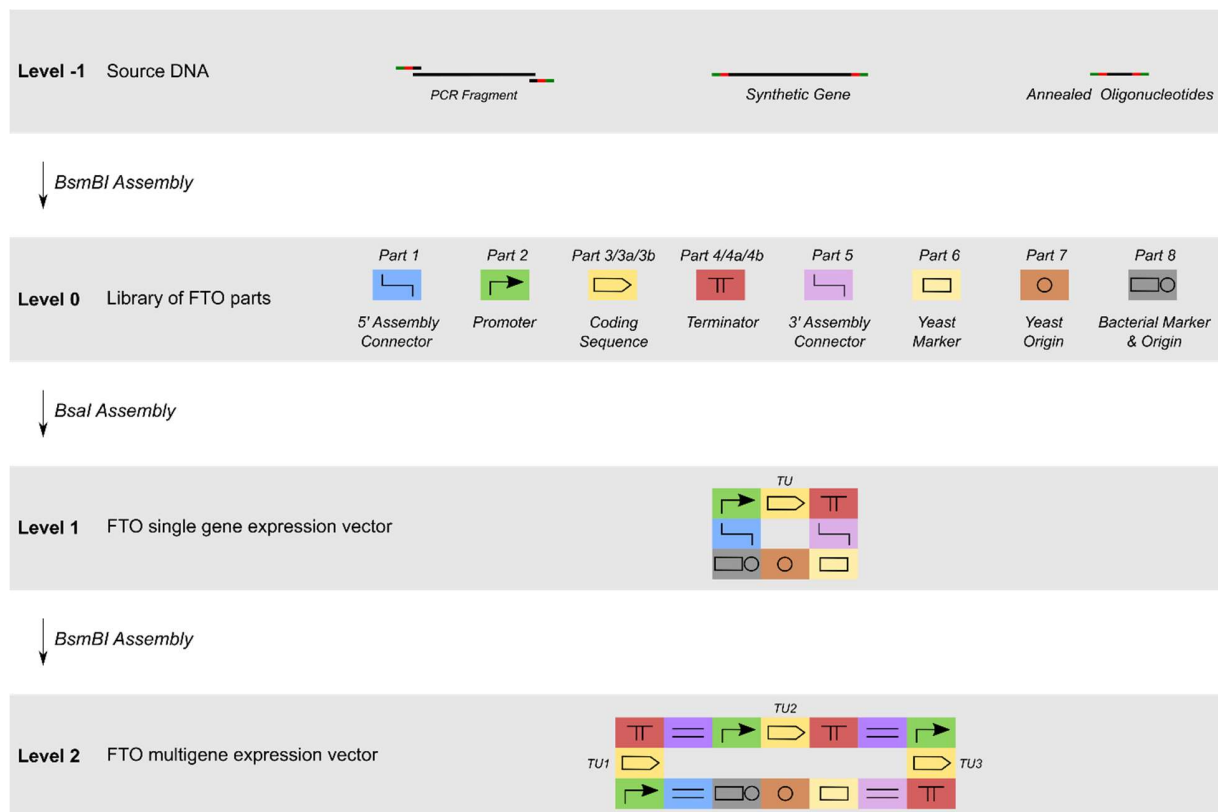 Level -1 Source DNA
PCR Fragment
Synthetic Gene
Annealed Oligonucleotides
BsmBI Assembly
Level 0 Library of FTO parts
Part 1
Part 2
Part 3/3a/3b
Part 4/4a/4b
Part 5
Part 6
Part 7
Part 8
5' Assembly
Connector
Promoter
Coding
Sequence
Terminator
3' Assembly
Connector
Yeast
Marker
Yeast
Origin
Bacterial Marker
& Origin
BsaI Assembly
Level 1 FTO single gene expression vector
TU
BsmBI Assembly
Level 2 FTO multigene expression vector
TU2
TU1
TU3